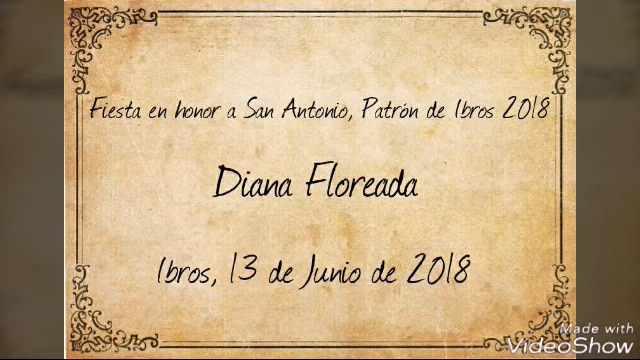 Fiesta en honor a San Antonio, Patrón de Ibros 2018
Diana Floreada
Ibros, 13 de Junio de 2018
Made with
VideoShow